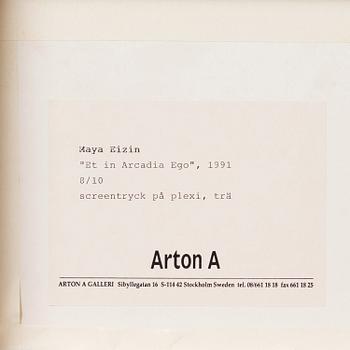 Maya Eizin
"Et in Arcadia Ego", 1991
8/10
screentryck på plexi, trä
Arton A
ARTON A GALLERI Sibyllegatan 16 S-114 42 Stockholm Sweden tel. 08/661 18 18 fax 661 18 25